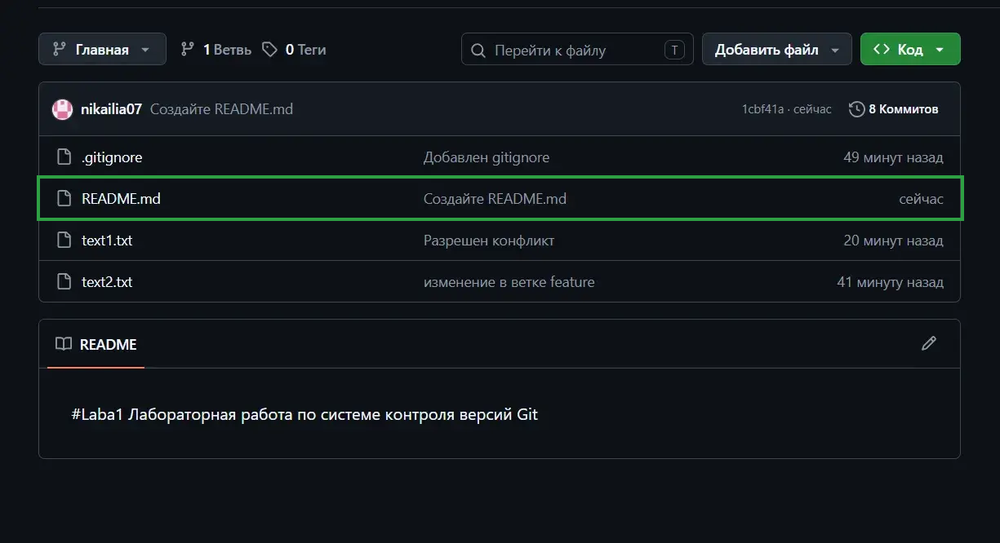 Главная 1 Ветвь 0 Теги Перейти к файлу T Добавить файл Код
nikailia07 Создайте README.md 1cbf41a · сейчас 8 Коммитов
.gitignore Добавлен gitignore 49 минут назад
README.md Создайте README.md сейчас
text1.txt Разрешен конфликт 20 минут назад
text2.txt изменение в ветке feature 41 минуту назад
README
#Laba1 Лабораторная работа по системе контроля версий Git